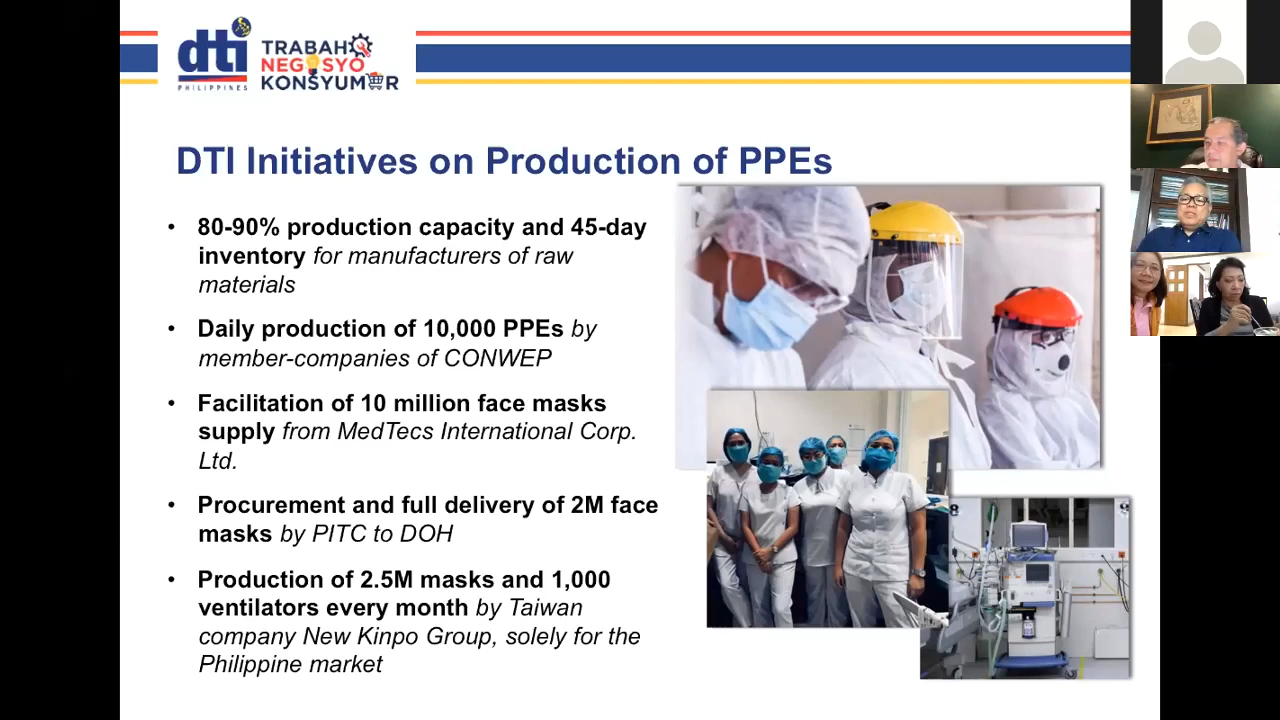 dti
PHILIPPINES
TRABAHO
NEGOSYO
KONSYUMER
DTI Initiatives on Production of PPEs
• 80-90% production capacity and 45-day
inventory for manufacturers of raw
materials
• Daily production of 10,000 PPEs by
member-companies of CONWEP
• Facilitation of 10 million face masks
supply from MedTecs International Corp.
Ltd.
• Procurement and full delivery of 2M face
masks by PITC to DOH
• Production of 2.5M masks and 1,000
ventilators every month by Taiwan
company New Kinpo Group, solely for the
Philippine market
8